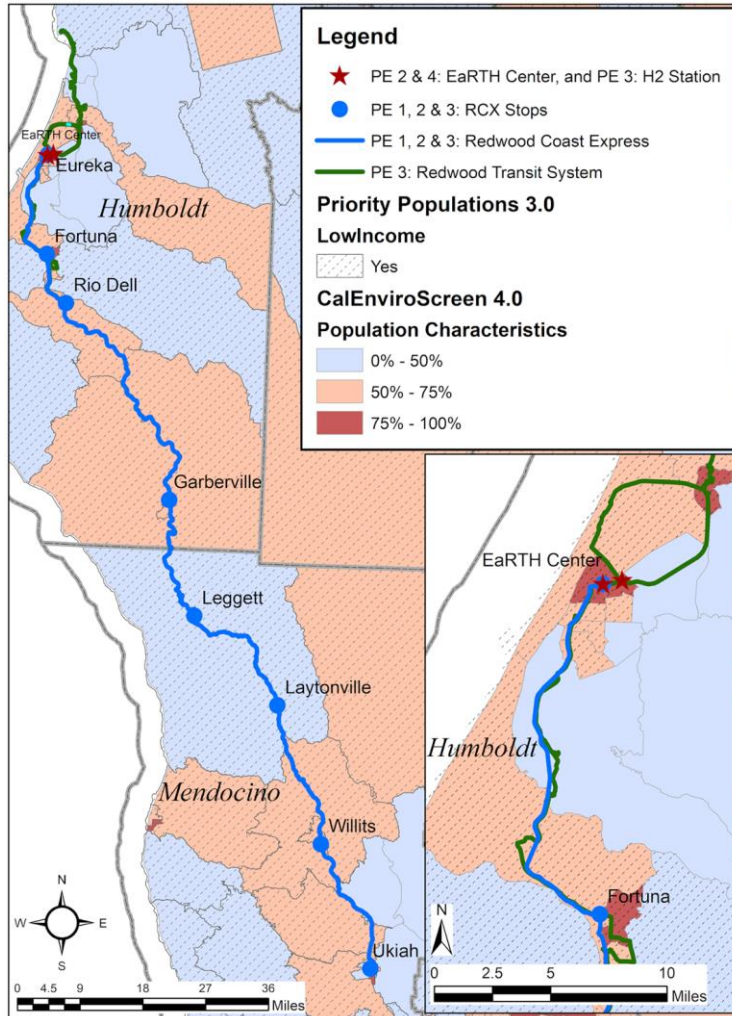 Legend
PE 2 & 4: EaRTH Center, and PE 3: H2 Station
PE 1, 2 & 3: RCX Stops
PE 1, 2 & 3: Redwood Coast Express
PE 3: Redwood Transit System
Priority Populations 3.0
LowIncome
Yes
CalEnviroScreen 4.0
Population Characteristics
0% - 50%
50% - 75%
75% - 100%
EaRTH Center
Eureka
Humboldt
Fortuna
Rio Dell
Garberville
Leggett
Laytonville
Mendocino
Willits
Ukiah
N
W E
S
0 4.5 9 18 27 36
Miles
EaRTH Center
Humboldt
Fortuna
N
0 2.5 5 10
Miles